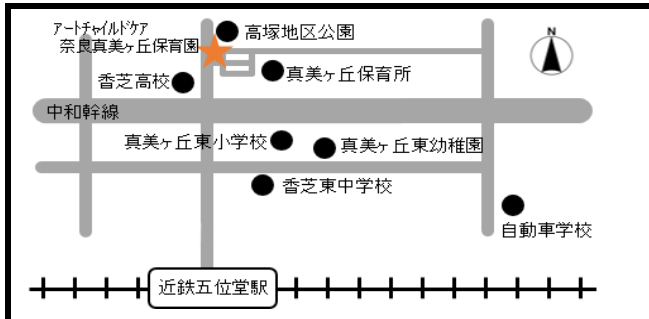 アートチャイルドケア
奈良真美ヶ丘保育園
高塚地区公園
N
香芝高校
真美ヶ丘保育所
中和幹線
真美ヶ丘東小学校
真美ヶ丘東幼稚園
香芝東中学校
自動車学校
近鉄五位堂駅